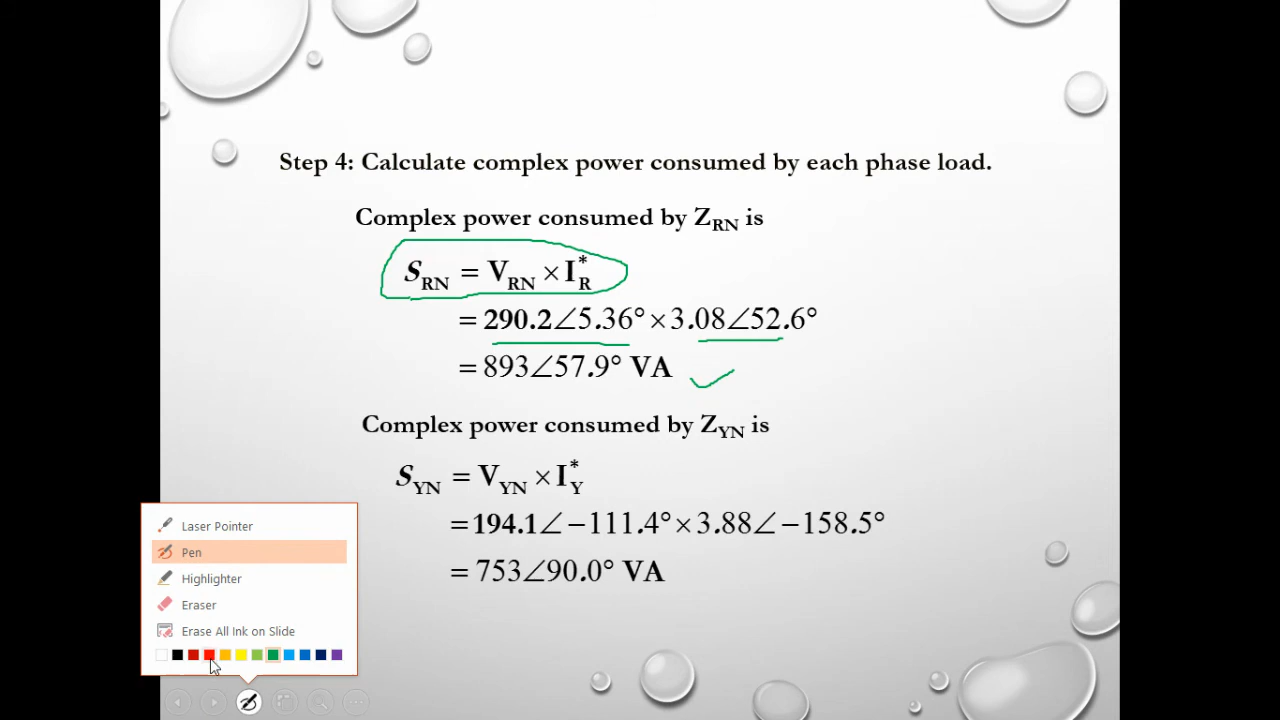 Step 4: Calculate complex power consumed by each phase load.
Complex power consumed by Z_RN is
S_RN = V_RN × I_R^*
= 290.2∠5.36° × 3.08∠52.6°
= 893∠57.9° VA
Complex power consumed by Z_YN is
S_YN = V_YN × I_Y^*
= 194.1∠−111.4° × 3.88∠−158.5°
= 753∠90.0° VA
Laser Pointer
Pen
Highlighter
Eraser
Erase All Ink on Slide